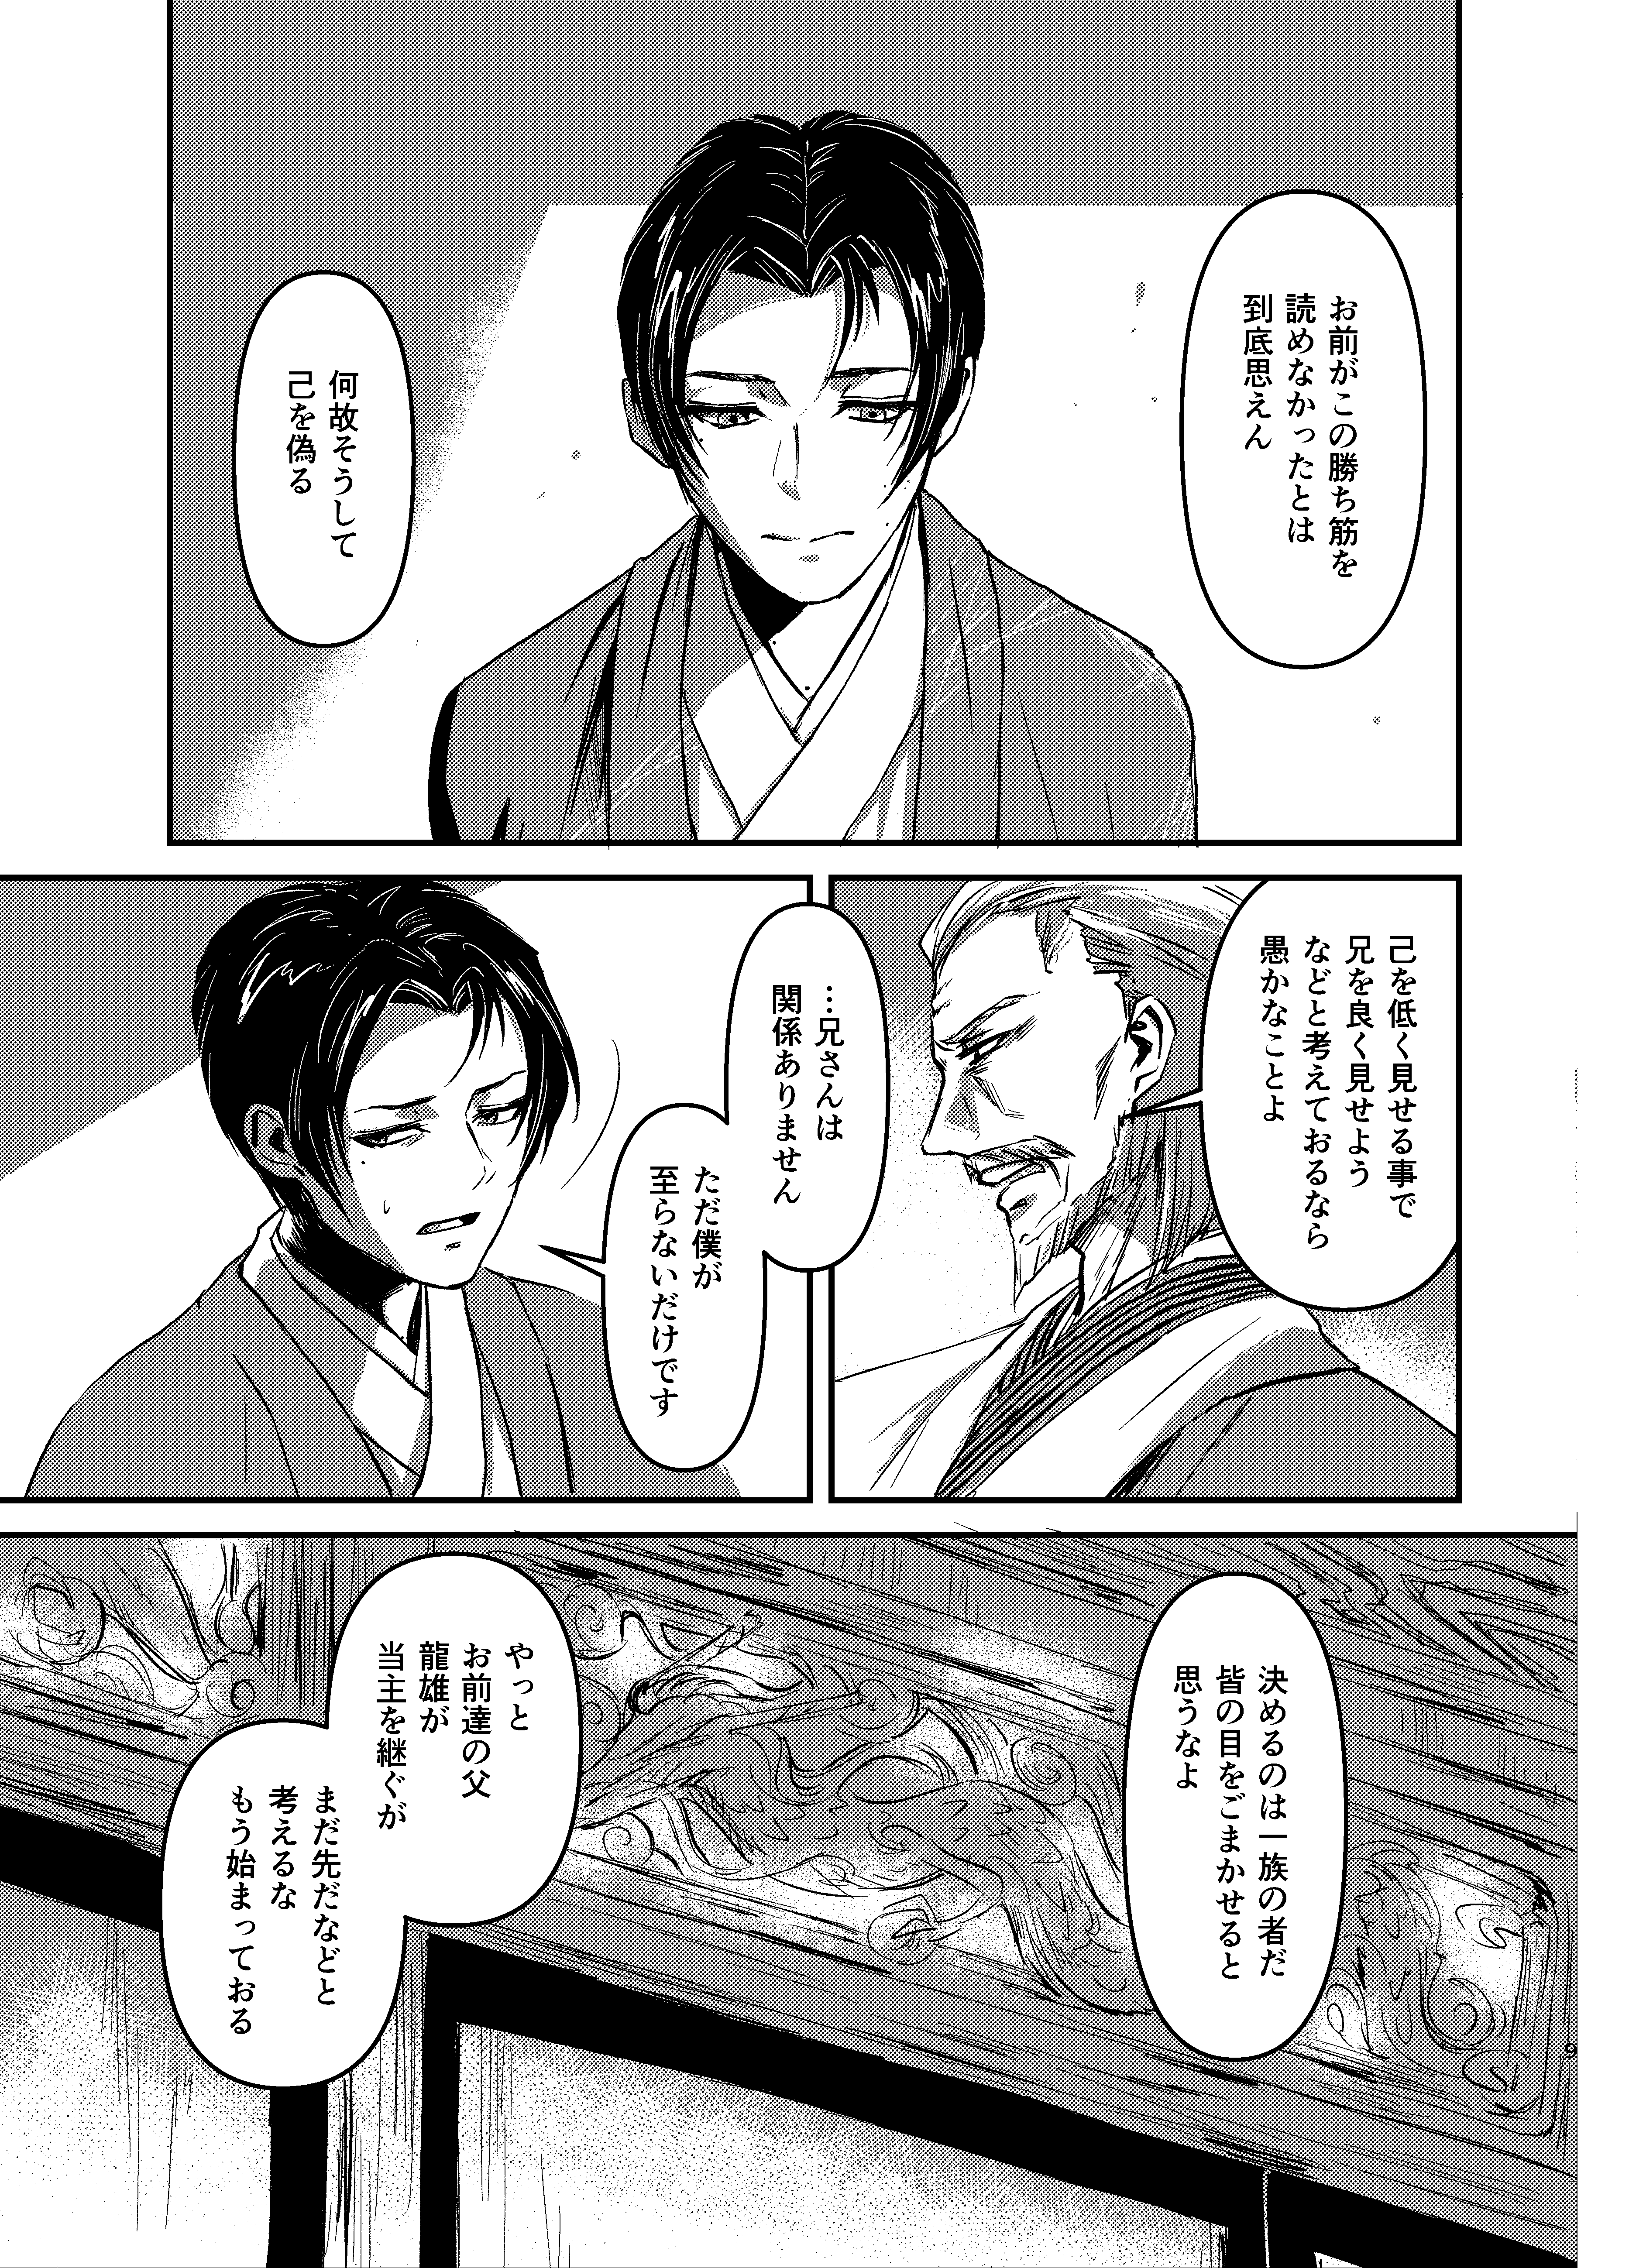 お前がこの勝ち筋を
読めなかったとは
到底思えん
何故そうして
己を偽る
己を低く見せる事で
兄を良く見せよう
などと考えておるなら
愚かなことよ
…兄さんは
関係ありません
ただ僕が
至らないだけです
決めるのは一族の者だ
皆の目をごまかせると
思うなよ
やっと
お前達の父
龍雄が
当主を継ぐが
まだ先だなどと
考えるな
もう始まっておる
9